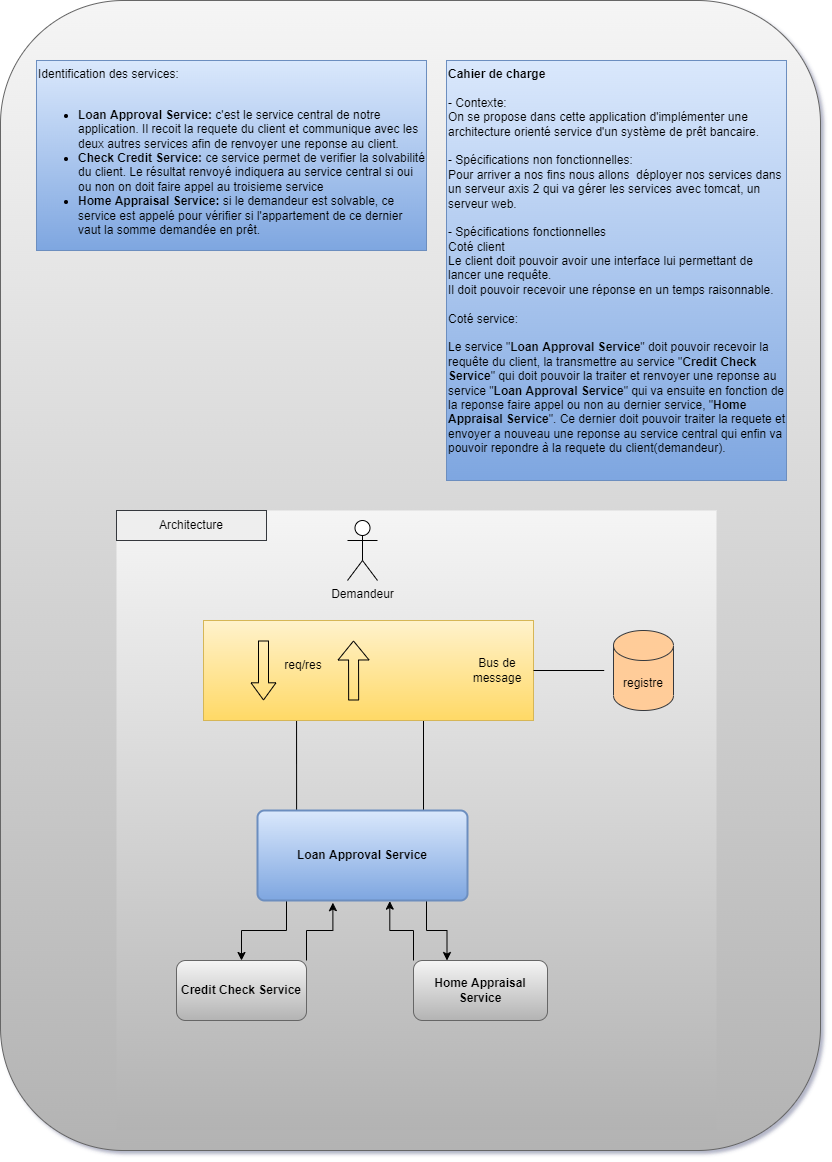 Identification des services:
Loan Approval Service: c'est le service central de notre
application. Il recoit la requete du client et communique avec les
deux autres services afin de renvoyer une reponse au client.
Check Credit Service: ce service permet de verifier la solvabilité
du client. Le résultat renvoyé indiquera au service central si oui
ou non on doit faire appel au troisieme service
Home Appraisal Service: si le demandeur est solvable, ce
service est appelé pour vérifier si l'appartement de ce dernier
vaut la somme demandée en prêt.
Cahier de charge
- Contexte:
On se propose dans cette application d'implémenter une
architecture orienté service d'un système de prêt bancaire.
- Spécifications non fonctionnelles:
Pour arriver a nos fins nous allons déployer nos services dans
un serveur axis 2 qui va gérer les services avec tomcat, un
serveur web.
- Spécifications fonctionnelles
Coté client
Le client doit pouvoir avoir une interface lui permettant de
lancer une requête.
Il doit pouvoir recevoir une réponse en un temps raisonnable.
Coté service:
Le service "Loan Approval Service" doit pouvoir recevoir la
requête du client, la transmettre au service "Credit Check
Service" qui doit pouvoir la traiter et renvoyer une reponse au
service "Loan Approval Service" qui va ensuite en fonction de
la reponse faire appel ou non au dernier service, "Home
Appraisal Service". Ce dernier doit pouvoir traiter la requete et
envoyer a nouveau une reponse au service central qui enfin va
pouvoir repondre à la requete du client(demandeur).
Architecture
Demandeur
req/res
Bus de
message
registre
Loan Approval Service
Credit Check Service
Home Appraisal
Service